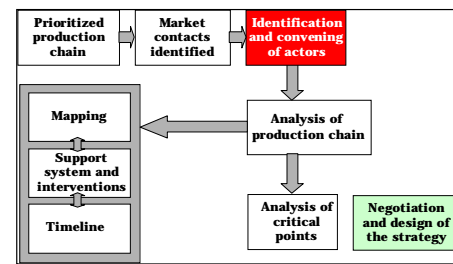 Prioritized
production
chain
Market
contacts
identified
Identification
and convening
of actors
Mapping
Support
system and
interventions
Timeline
Analysis of
production chain
Analysis of
critical
points
Negotiation
and design of
the strategy